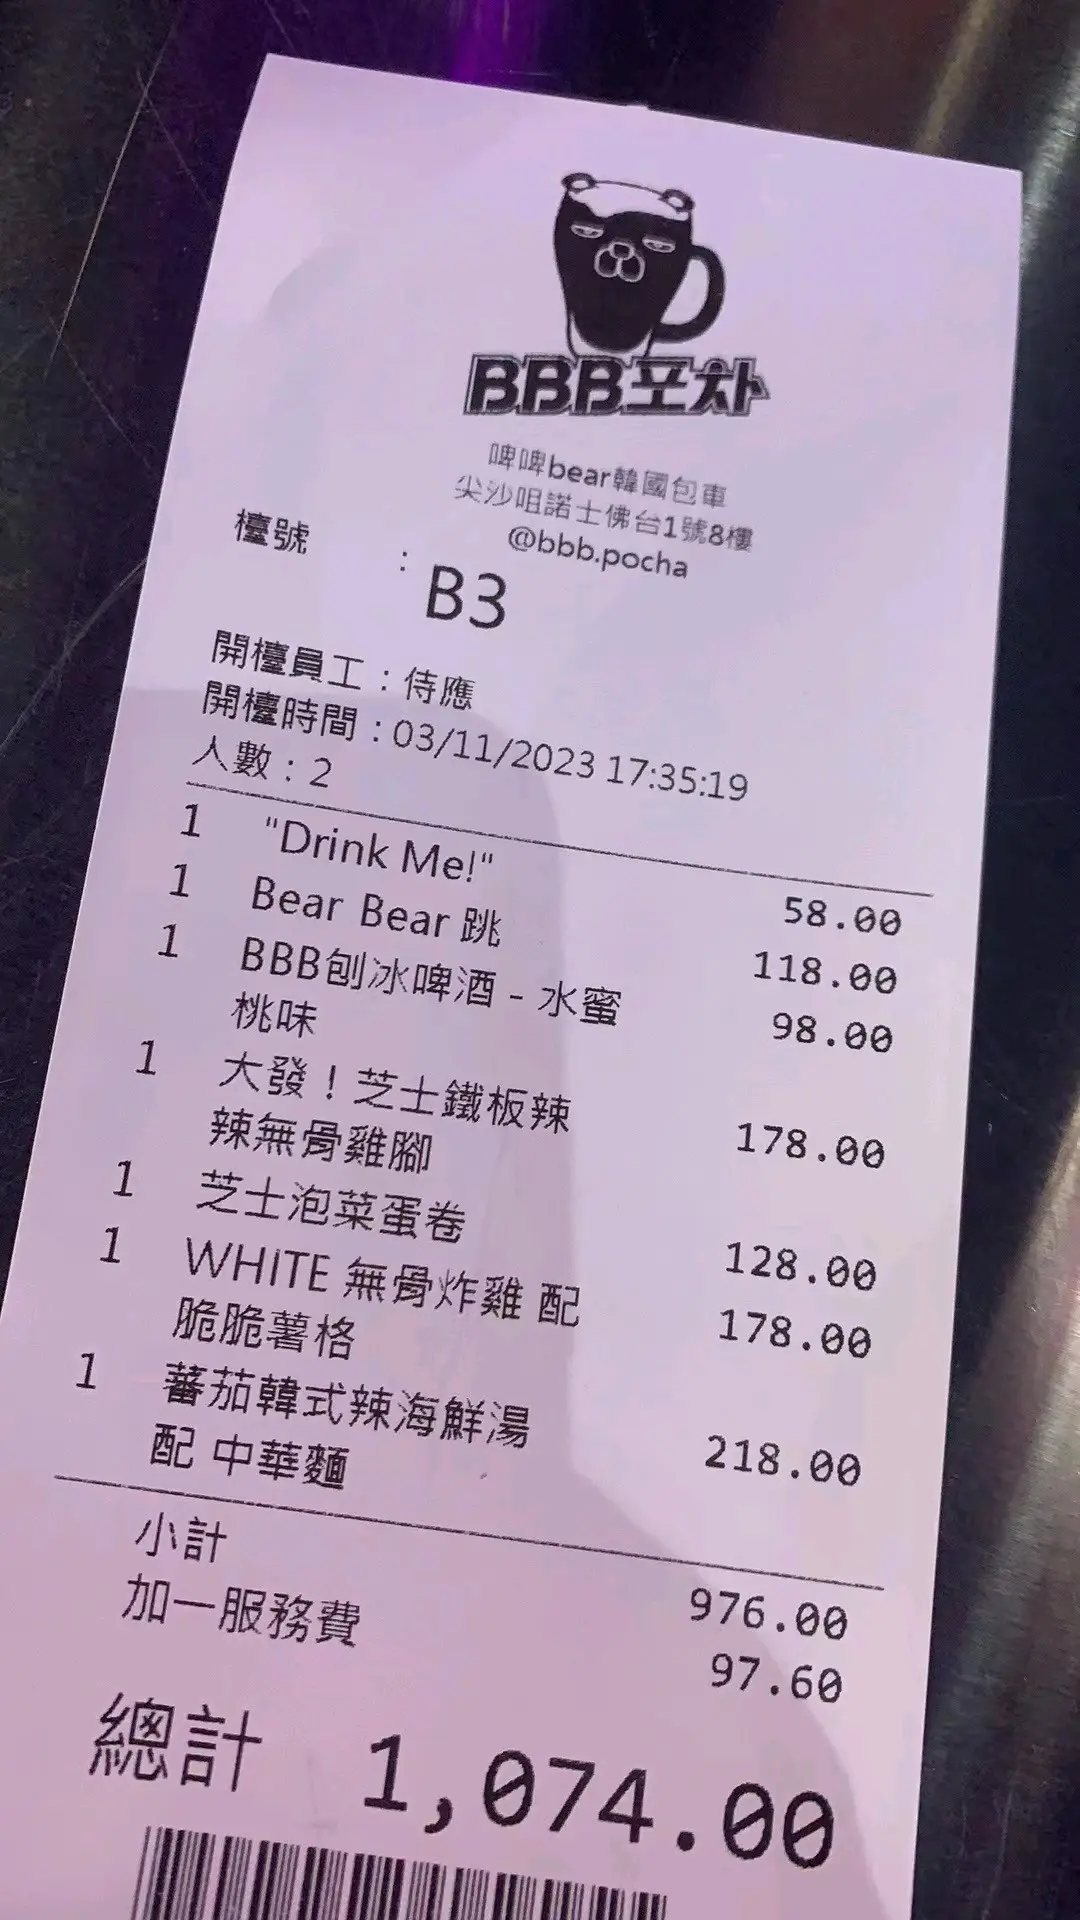 BBB포차
啤啤bear韓國包車
尖沙咀諾士佛台1號8樓
@bbb.pocha
檯號 : B3
開檯員工 : 侍應
開檯時間 : 03/11/2023 17:35:19
人數 : 2
1 "Drink Me!" 58.00
1 Bear Bear 跳 118.00
1 BBB刨冰啤酒 - 水蜜 98.00
桃味
1 大發！芝士鐵板辣 178.00
辣無骨雞腳
1 芝士泡菜蛋卷 128.00
1 WHITE 無骨炸雞 配 178.00
脆脆薯格
1 蕃茄韓式辣海鮮湯 218.00
配 中華麵
小計 976.00
加一服務費 97.60
總計 1,074.00